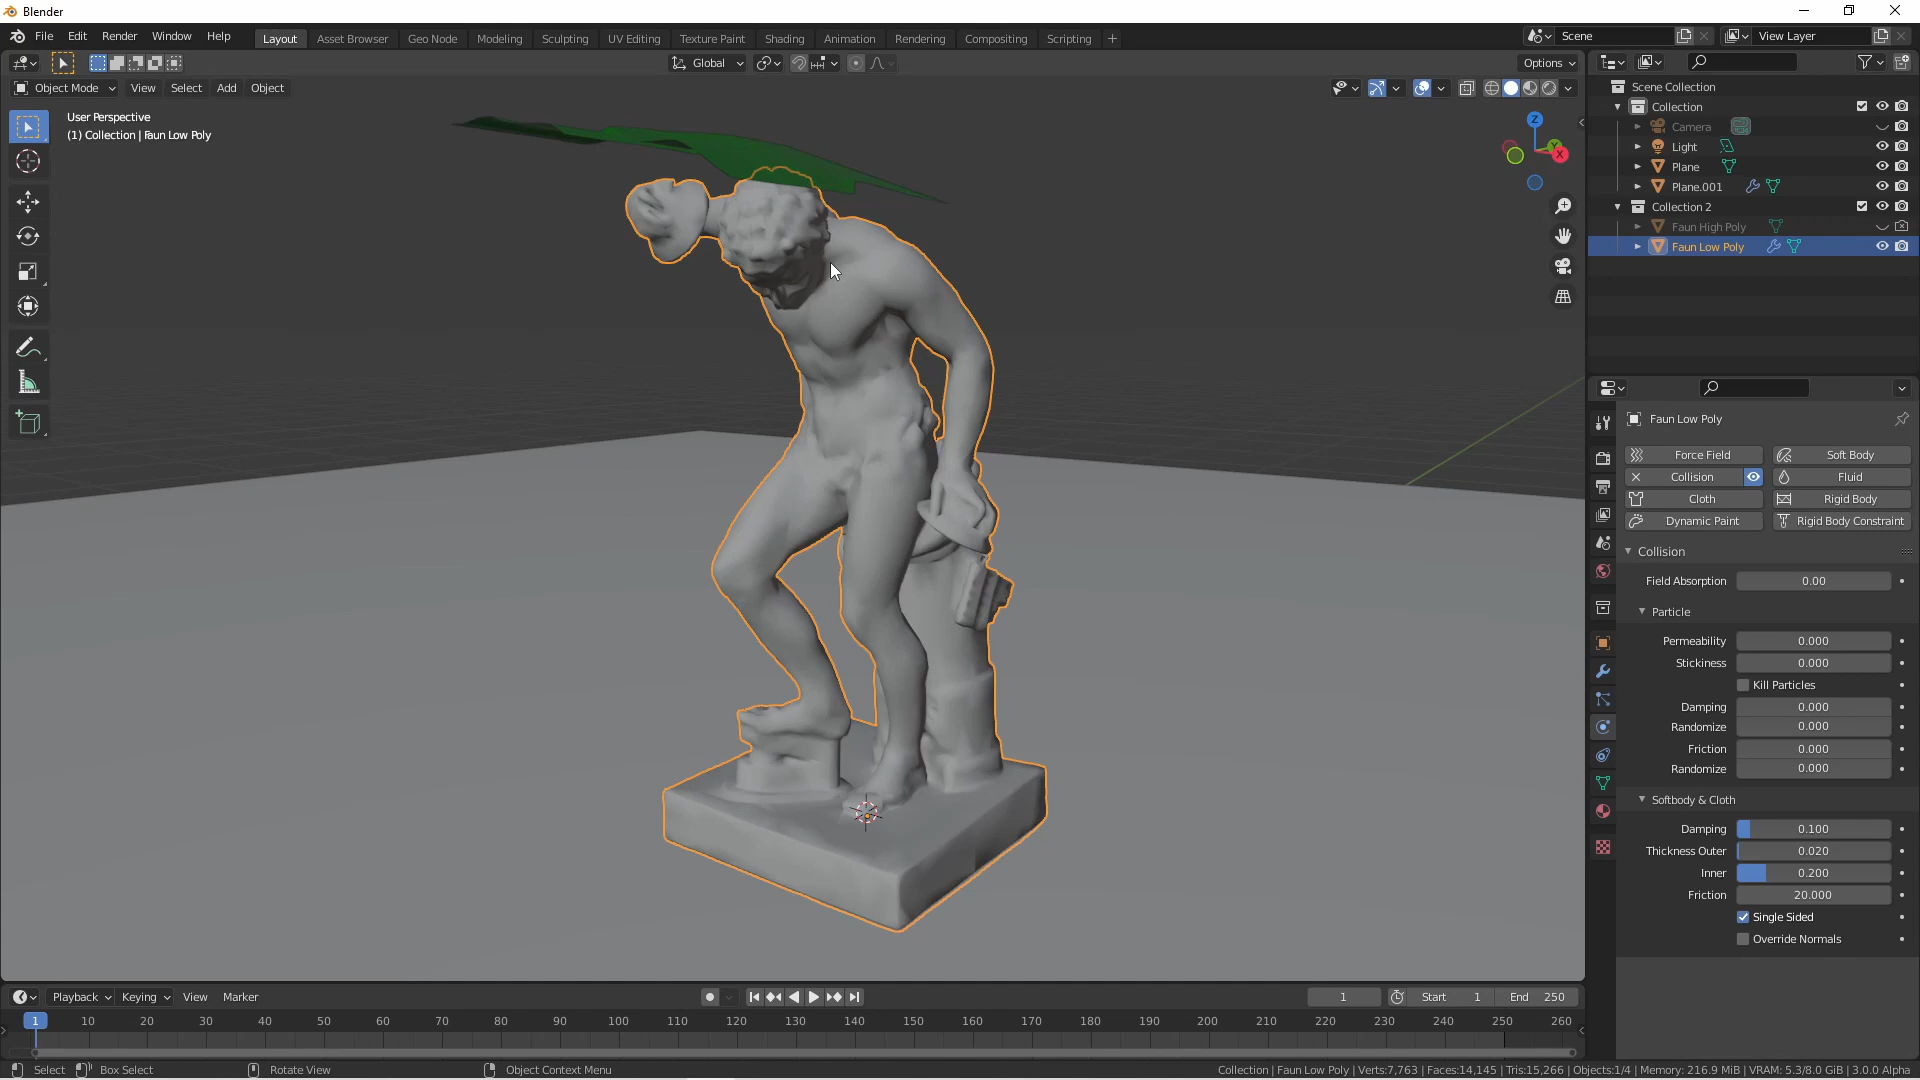 Blender
File Edit Render Window Help
Layout Asset Browser Geo Node Modeling Sculpting UV Editing Texture Paint Shading Animation Rendering Compositing Scripting
Scene
View Layer
Global
Options
Object Mode View Select Add Object
User Perspective
(1) Collection | Faun Low Poly
Z
Y
X
Scene Collection
Collection
Camera
Light
Plane
Plane.001
Collection 2
Faun High Poly
Faun Low Poly
Faun Low Poly
Force Field Soft Body
Collision Fluid
Cloth Rigid Body
Dynamic Paint Rigid Body Constraint
Collision
Field Absorption 0.00
Particle
Permeability 0.000
Stickiness 0.000
Kill Particles
Damping 0.000
Randomize 0.000
Friction 0.000
Randomize 0.000
Softbody & Cloth
Damping 0.100
Thickness Outer 0.020
Inner 0.200
Friction 20.000
Single Sided
Override Normals
Playback Keying View Marker
1
Start 1 End 250
1 10 20 30 40 50 60 70 80 90 100 110 120 130 140 150 160 170 180 190 200 210 220 230 240 250 260
Select Box Select Rotate View Object Context Menu
Collection | Faun Low Poly | Verts:7,763 | Faces:14,145 | Tris:15,266 | Objects:1/4 | Memory: 216.9 MiB | VRAM: 5.3/8.0 GiB | 3.0.0 Alpha